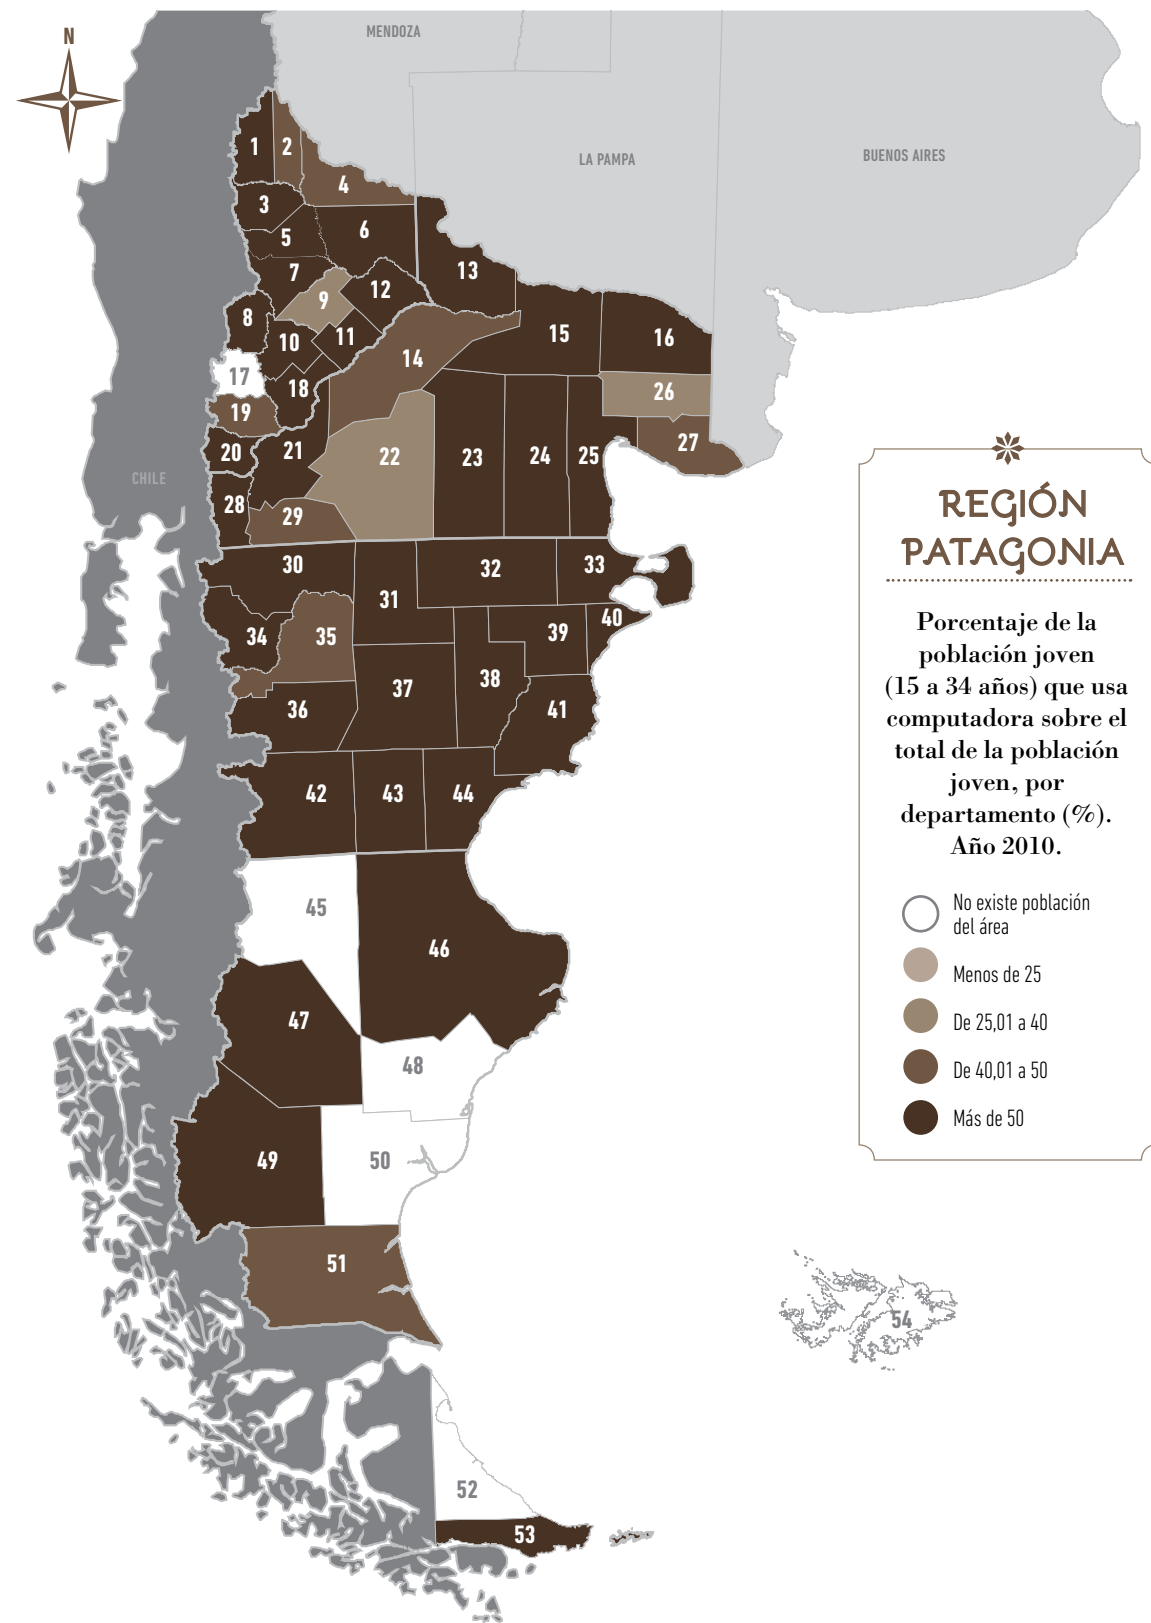 N
MENDOZA
LA PAMPA
BUENOS AIRES
CHILE
1
2
3
4
5
6
7
8
9
10
11
12
13
14
15
16
17
18
19
20
21
22
23
24
25
26
27
28
29
30
31
32
33
34
35
36
37
38
39
40
41
42
43
44
45
46
47
48
49
50
51
52
53
54
REGIÓN
PATAGONIA
Porcentaje de la
población joven
(15 a 34 años) que usa
computadora sobre el
total de la población
joven, por
departamento (%).
Año 2010.
No existe población
del área
Menos de 25
De 25,01 a 40
De 40,01 a 50
Más de 50